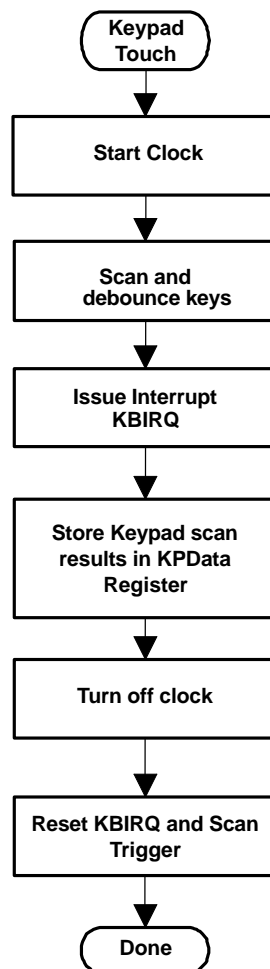 Keypad
Touch
Start Clock
Scan and
debounce keys
Issue Interrupt
KBIRQ
Store Keypad scan
results in KPData
Register
Turn off clock
Reset KBIRQ and Scan
Trigger
Done